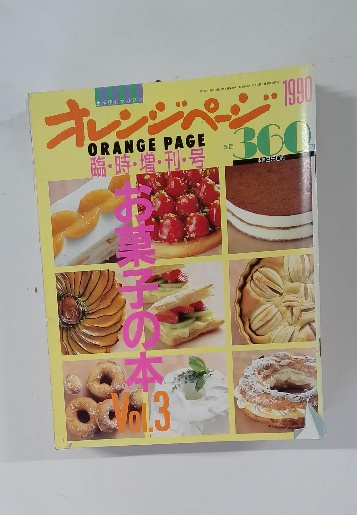 オレンジページ
1990
ORANGE PAGE
臨・時・増・刊・号
360
お菓子の本
Vol.3